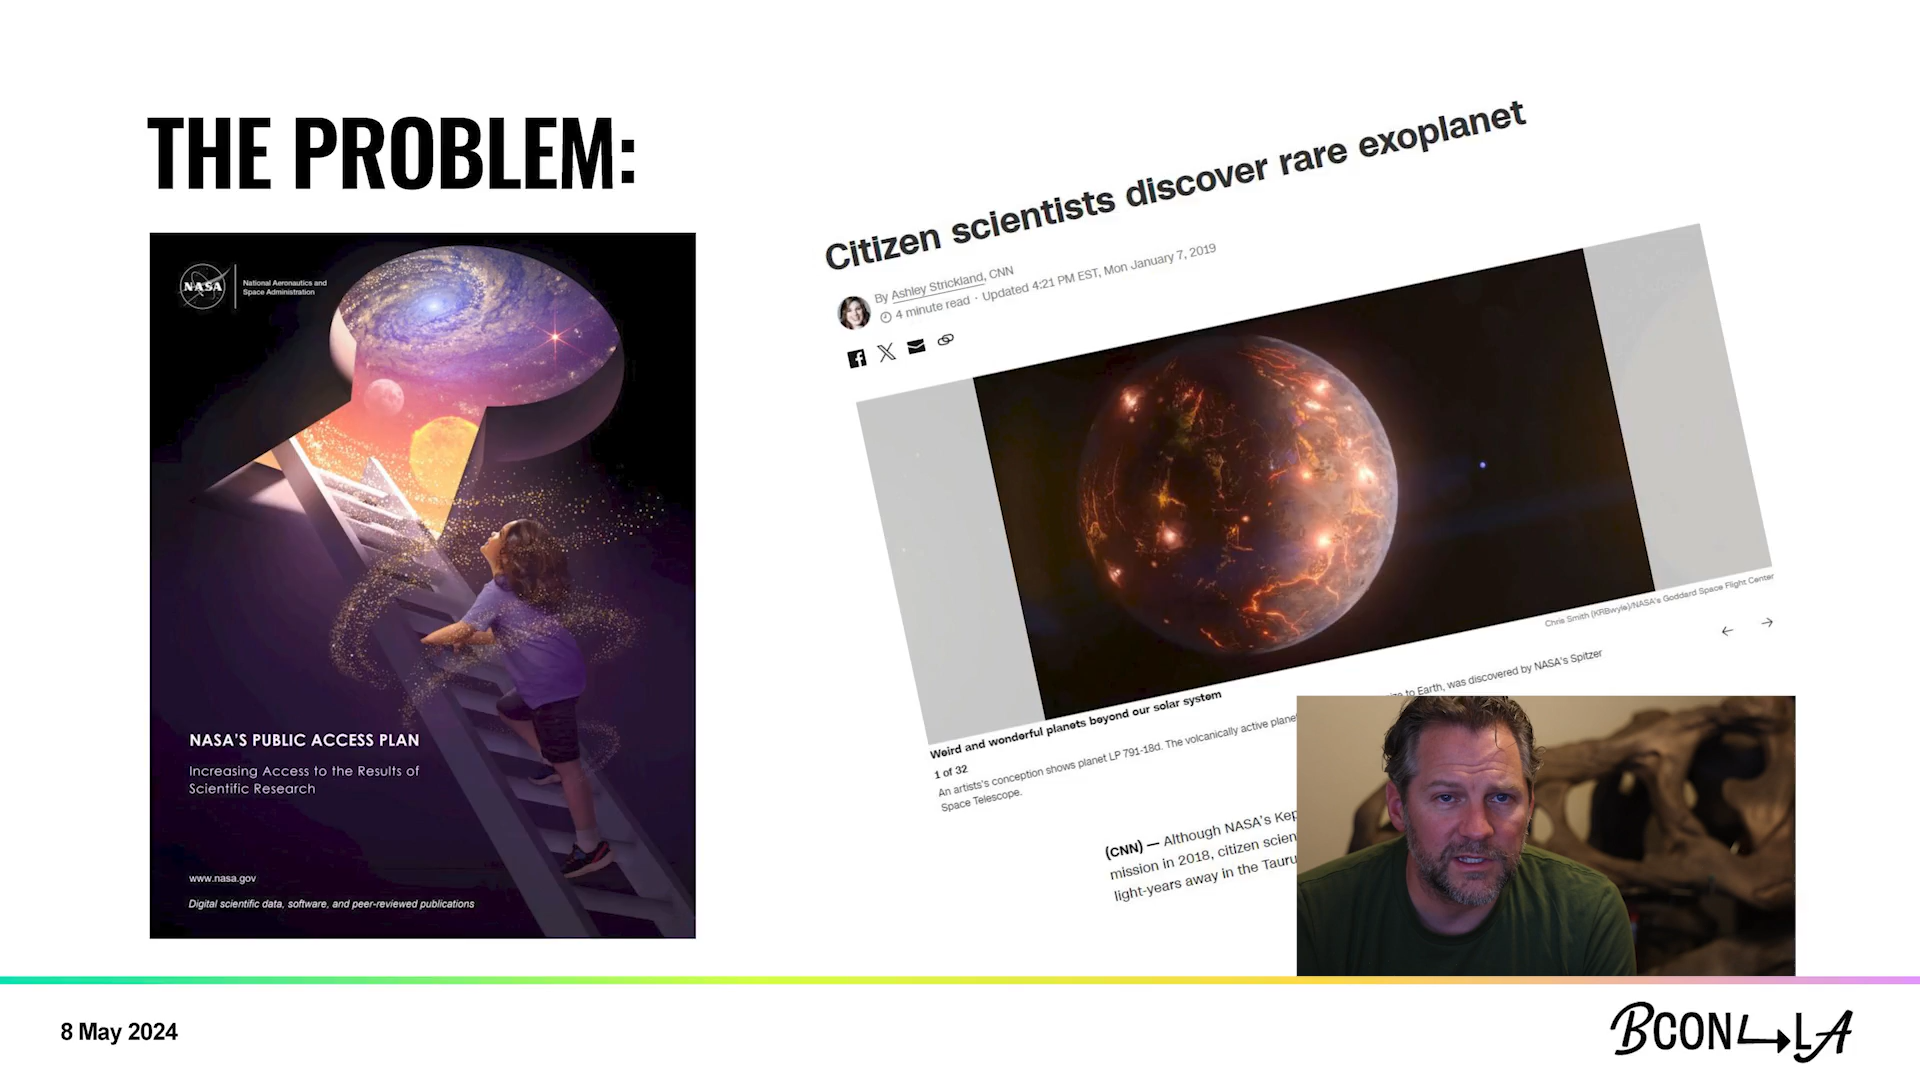 THE PROBLEM:
NASA
National Aeronautics and
Space Administration
NASA'S PUBLIC ACCESS PLAN
Increasing Access to the Results of
Scientific Research
www.nasa.gov
Digital scientific data, software, and peer-reviewed publications
Citizen scientists discover rare exoplanet
By Ashley Strickland, CNN
4 minute read · Updated 4:21 PM EST, Mon January 7, 2019
Chris Smith (KRBwyle)/NASA's Goddard Space Flight Center
Weird and wonderful planets beyond our solar system
1 of 32
An artists's conception shows planet LP 791-18d. The volcanically active plane to Earth, was discovered by NASA's Spitzer
Space Telescope.
(CNN) — Although NASA's Kep
mission in 2018, citizen scien
light-years away in the Tauru
8 May 2024
BCON LA